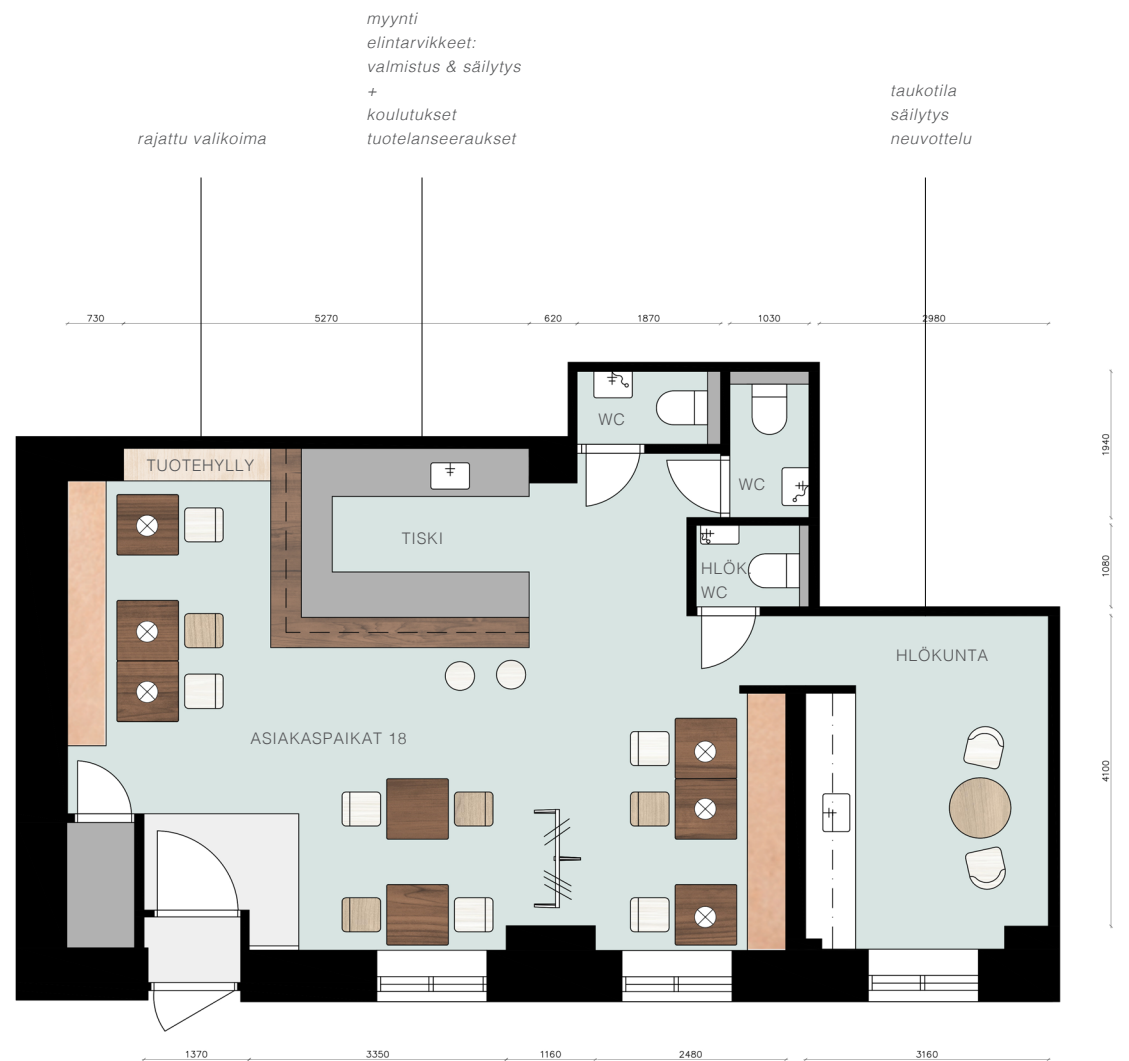 myynti
elintarvikkeet:
valmistus & säilytys
+
koulutukset
tuotelanseeraukset
rajattu valikoima
taukotila
säilytys
neuvottelu
730
5270
620
1870
1030
2980
1940
1080
4100
WC
WC
HLÖK.
WC
TUOTEHYLLY
TISKI
HLÖKUNTA
ASIAKASPAIKAT 18
1370
3350
1160
2480
3160